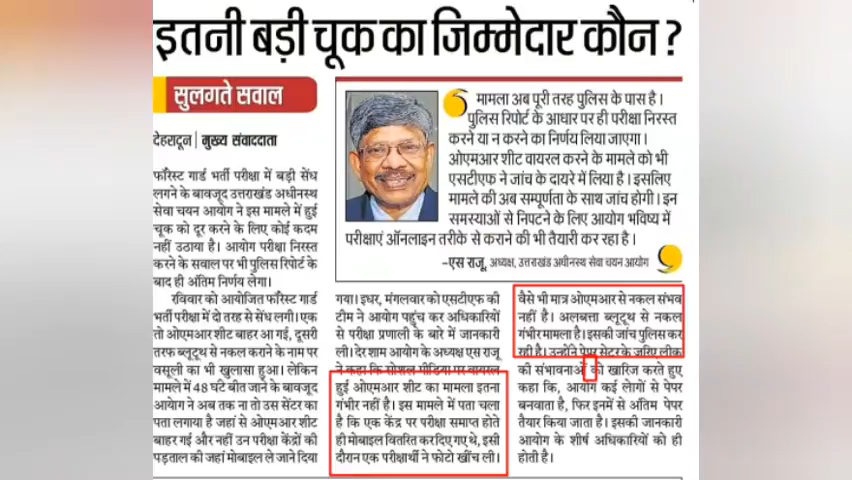 इतनी बड़ी चूक का जिम्मेदार कौन ?
सुलगते सवाल
देहरादून | मुख्य संवाददाता
फॉरेस्ट गार्ड भर्ती परीक्षा में बड़ी सेंध
लगने के बावजूद उत्तराखंड अधीनस्थ
सेवा चयन आयोग ने इस मामले में हुई
चूक को दूर करने के लिए कोई कदम
नहीं उठाया है। आयोग परीक्षा निरस्त
करने के सवाल पर भी पुलिस रिपोर्ट के
बाद ही अंतिम निर्णय लेगा।
रविवार को आयोजित फॉरेस्ट गार्ड
भर्ती परीक्षा में दो तरह से सेंध लगी। एक
तो ओएमआर शीट बाहर आ गई, दूसरी
तरफ ब्लूटूथ से नकल कराने के नाम पर
वसूली का भी खुलासा हुआ। लेकिन
मामले में 48 घंटे बीत जाने के बावजूद
आयेाग ने अब तक ना तो उस सेंटर का
पता लगाया है जहां से ओएमआर शीट
बाहर गई और नहीं उन परीक्षा केंद्रों की
पड़ताल की जहां मोबाइल ले जाने दिया
मामला अब पूरी तरह पुलिस के पास है।
पुलिस रिपोर्ट के आधार पर ही परीक्षा निरस्त
करने या न करने का निर्णय लिया जाएगा।
ओएमआर शीट वायरल करने के मामले को भी
एसटीएफ ने जांच के दायरे में लिया है। इसलिए
मामले की अब सम्पूर्णता के साथ जांच होगी। इन
समस्याओं से निपटने के लिए आयोग भविष्य में
परीक्षाएं ऑनलाइन तरीके से कराने की भी तैयारी कर रहा है।
–एस राजू, अध्यक्ष, उत्तराखंड अधीनस्थ सेवा चयन आयोग
गया। इधर, मंगलवार को एसटीएफ की
टीम ने आयोग पहुंच कर अधिकारियों
से परीक्षा प्रणाली के बारे में जानकारी
ली। देर शाम आयोग के अध्यक्ष एस राजू
ने कहा कि सोशल मीडिया पर वायरल
हुई ओएमआर शीट का मामला इतना
गंभीर नहीं है। इस मामले में पता चला
है कि एक केंद्र पर परीक्षा समाप्त होते
ही मोबाइल वितरित कर दिए गए थे, इसी
दौरान एक परीक्षार्थी ने फोटो खींच ली।
वैसे भी मात्र ओएमआर से नकल संभव
नहीं है। अलबत्ता ब्लूटूथ से नकल
गंभीर मामला है। इसकी जांच पुलिस कर
रही है। उन्होंने पेपर सेटर के जरिए लीक
की संभावनाओं को खारिज करते हुए
कहा कि, आयोग कई लेागों से पेपर
बनवाता है, फिर इनमें से अंतिम पेपर
तैयार किया जाता है। इसकी जानकारी
आयोग के शीर्ष अधिकारियों को ही
होती है।